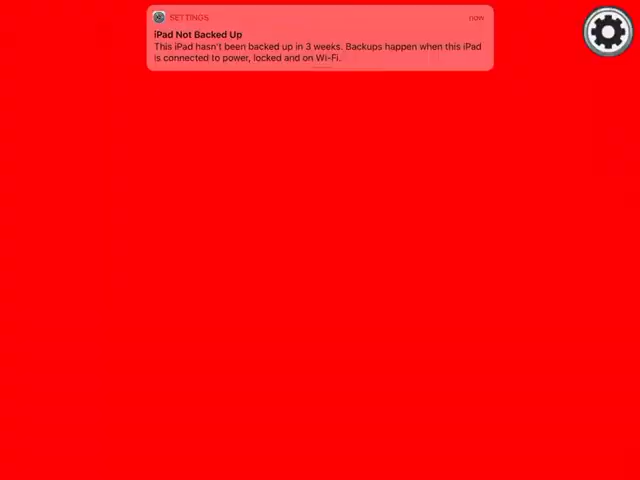 SETTINGS
now
iPad Not Backed Up
This iPad hasn't been backed up in 3 weeks. Backups happen when this iPad
is connected to power, locked and on Wi-Fi.